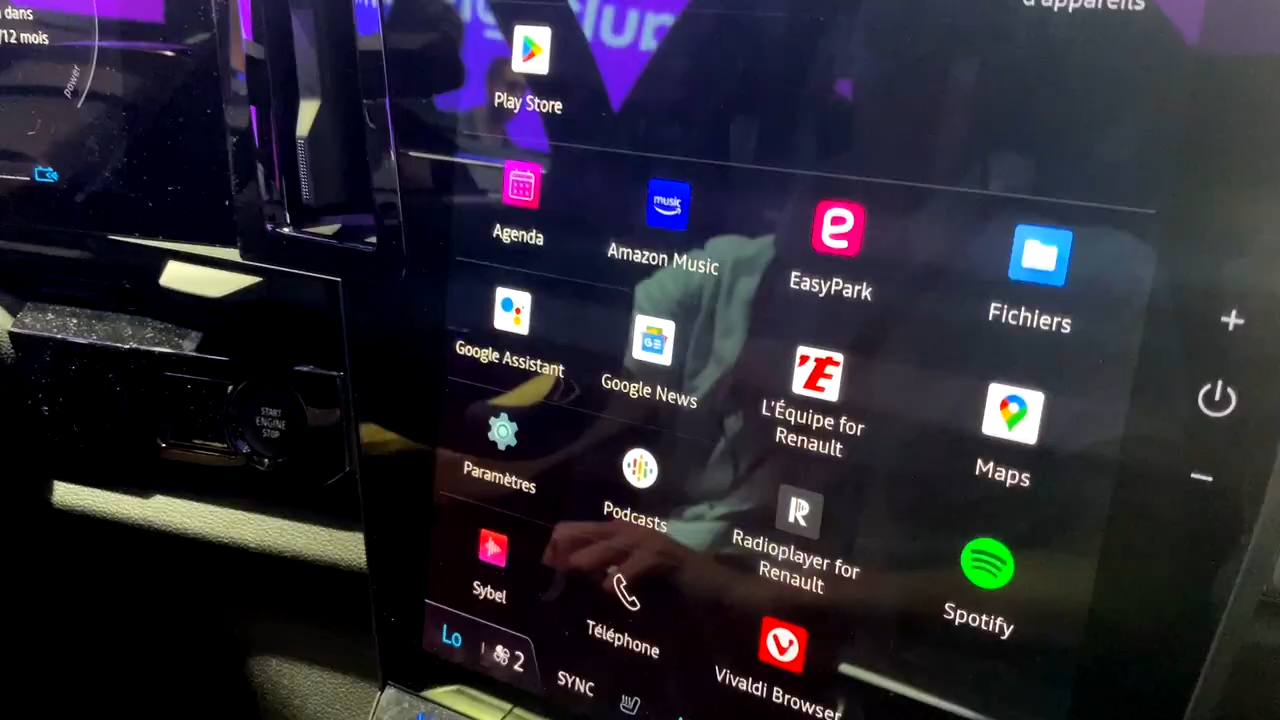 dans
/12 mois
power
d'appareils
Play Store
Agenda
music
Amazon Music
e
EasyPark
Fichiers
Google Assistant
GE
Google News
'É
L'Équipe for
Renault
Maps
START
ENGINE
STOP
Paramètres
Podcasts
R
Radioplayer for
Renault
Spotify
Sybel
Téléphone
Vivaldi Browser
Lo
2
SYNC